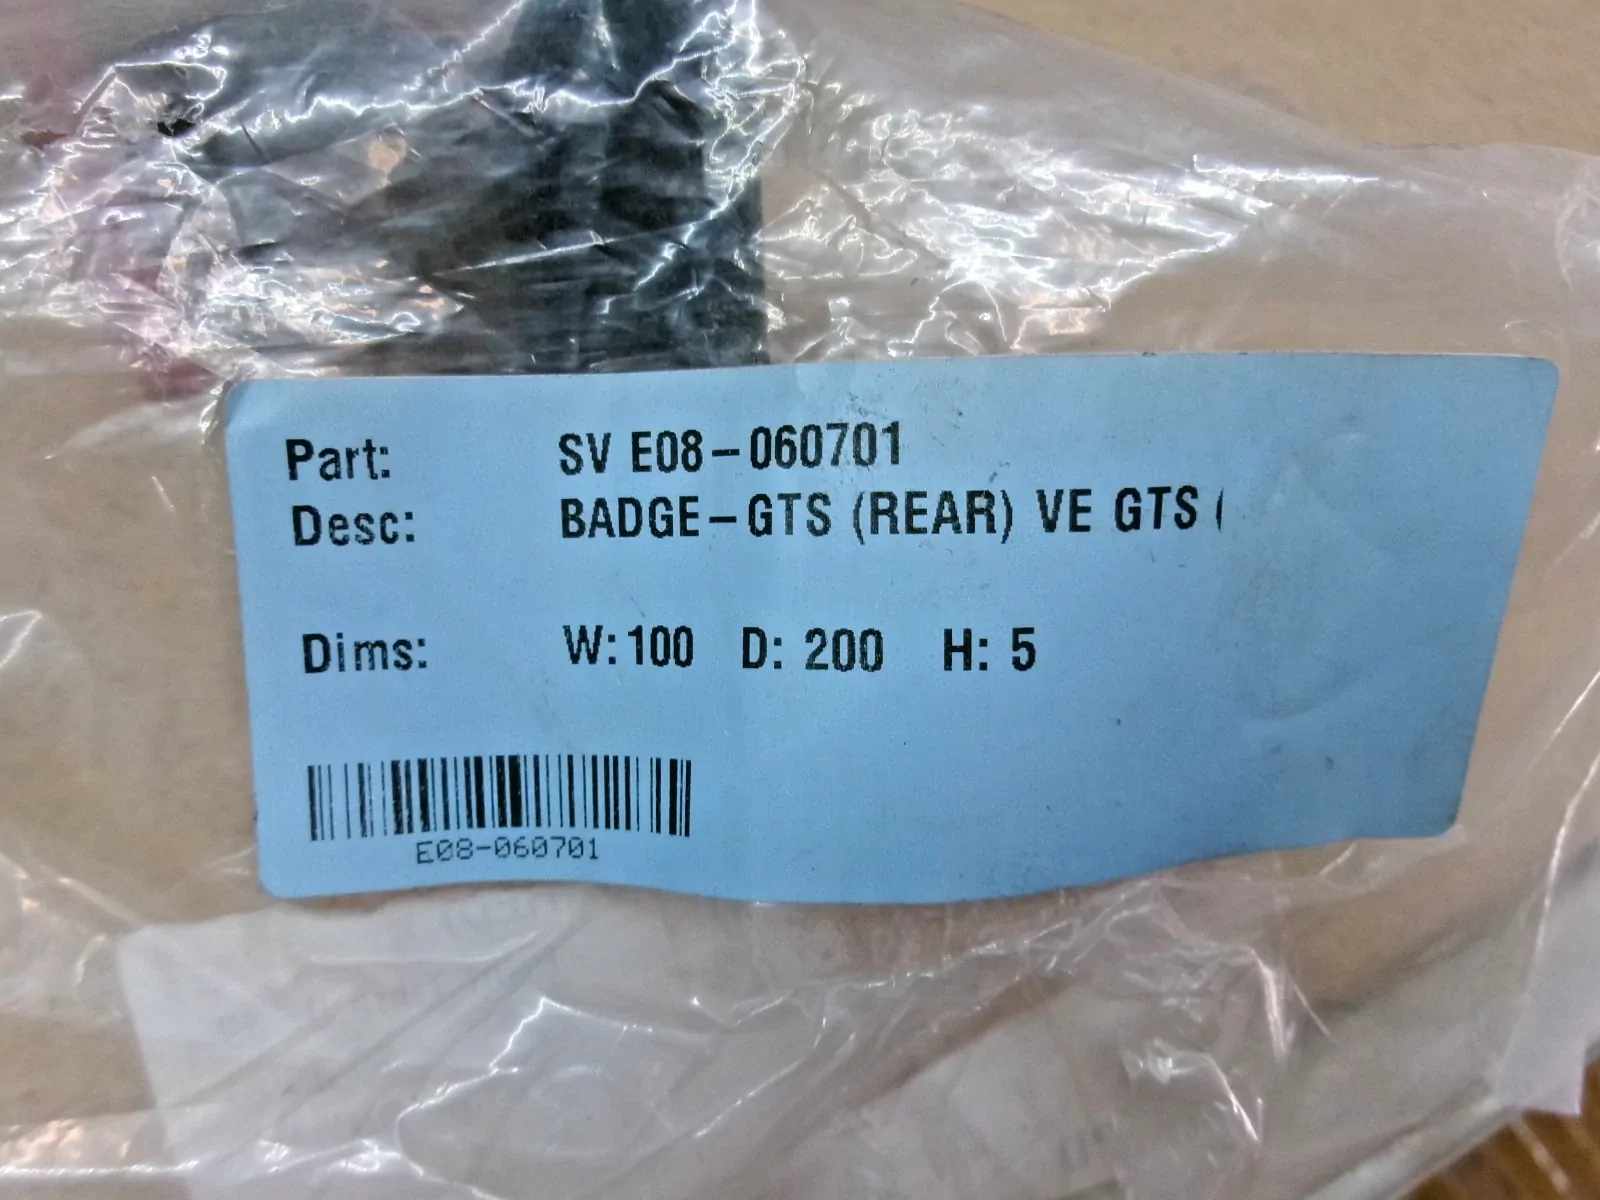 Part: SV E08-060701
Desc: BADGE-GTS (REAR) VE GTS (
Dims: W: 100 D: 200 H: 5
E08-060701